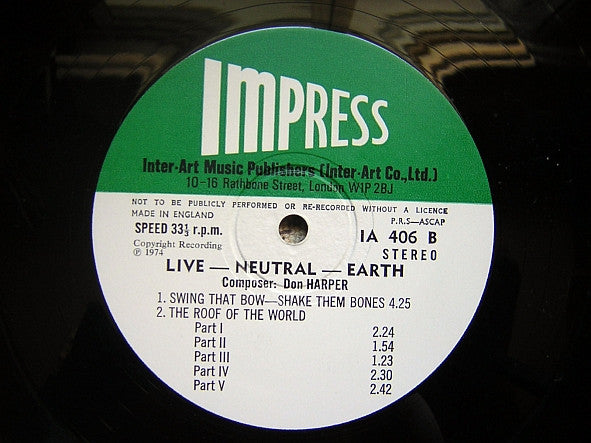 IMPRESS
Inter-Art Music Publishers (Inter-Art Co., Ltd.)
10-16 Rathbone Street, London W1P 2BJ
NOT TO BE PUBLICLY PERFORMED OR RE-RECORDED WITHOUT A LICENCE
MADE IN ENGLAND P.R.S—ASCAP
SPEED 33⅓ r.p.m. IA 406 B
Copyright Recording STEREO
℗ 1974
LIVE — NEUTRAL — EARTH
Composer: Don HARPER
1. SWING THAT BOW—SHAKE THEM BONES 4.25
2. THE ROOF OF THE WORLD
Part I 2.24
Part II 1.54
Part III 1.23
Part IV 2.30
Part V 2.42